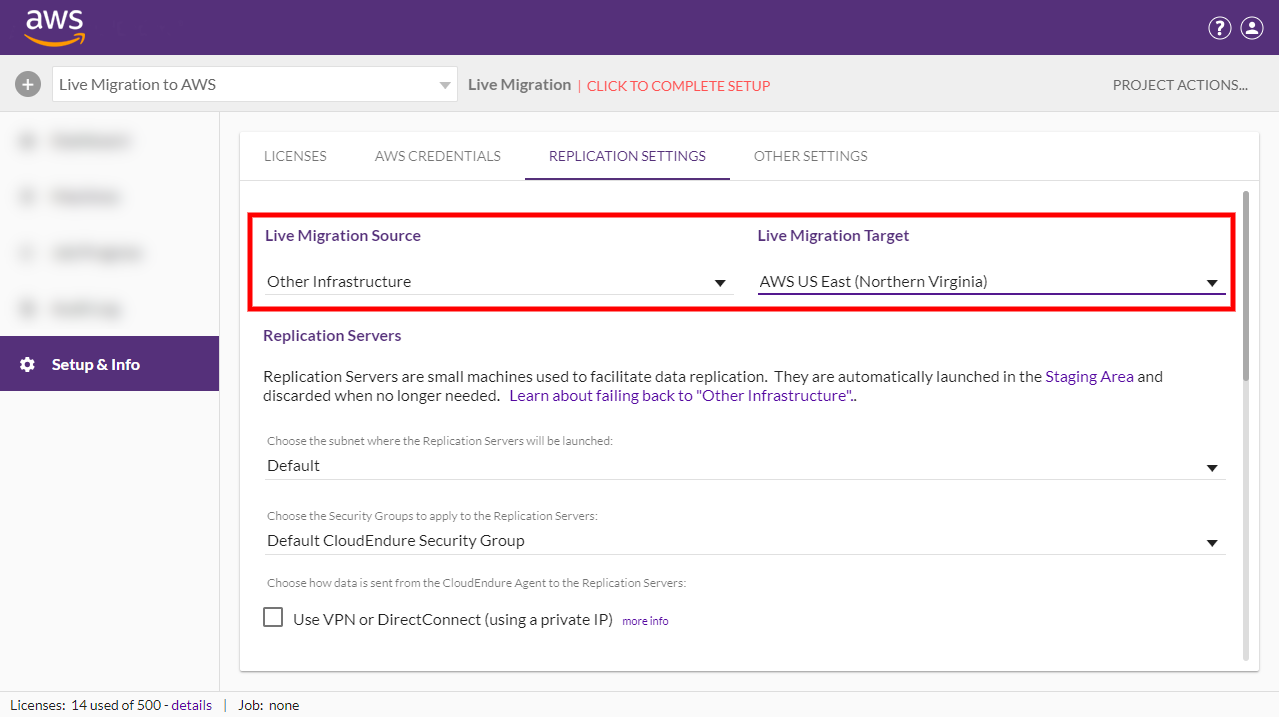 aws
Live Migration to AWS
Live Migration | CLICK TO COMPLETE SETUP
PROJECT ACTIONS...
LICENSES
AWS CREDENTIALS
REPLICATION SETTINGS
OTHER SETTINGS
Live Migration Source
Live Migration Target
Other Infrastructure
AWS US East (Northern Virginia)
Replication Servers
Setup & Info
Replication Servers are small machines used to facilitate data replication. They are automatically launched in the Staging Area and
discarded when no longer needed. Learn about failing back to "Other Infrastructure"..
Choose the subnet where the Replication Servers will be launched:
Default
Choose the Security Groups to apply to the Replication Servers:
Default CloudEndure Security Group
Choose how data is sent from the CloudEndure Agent to the Replication Servers:
Use VPN or DirectConnect (using a private IP) more info
Licenses: 14 used of 500 - details | Job: none